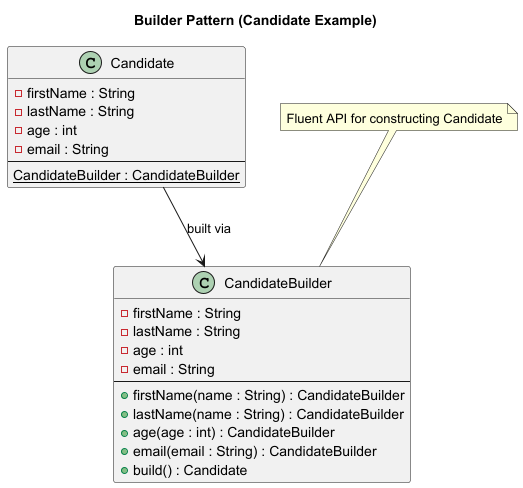 Builder Pattern (Candidate Example)
C Candidate
firstName : String
lastName : String
age : int
email : String
CandidateBuilder : CandidateBuilder
Fluent API for constructing Candidate
built via
C CandidateBuilder
firstName : String
lastName : String
age : int
email : String
firstName(name : String) : CandidateBuilder
lastName(name : String) : CandidateBuilder
age(age : int) : CandidateBuilder
email(email : String) : CandidateBuilder
build() : Candidate